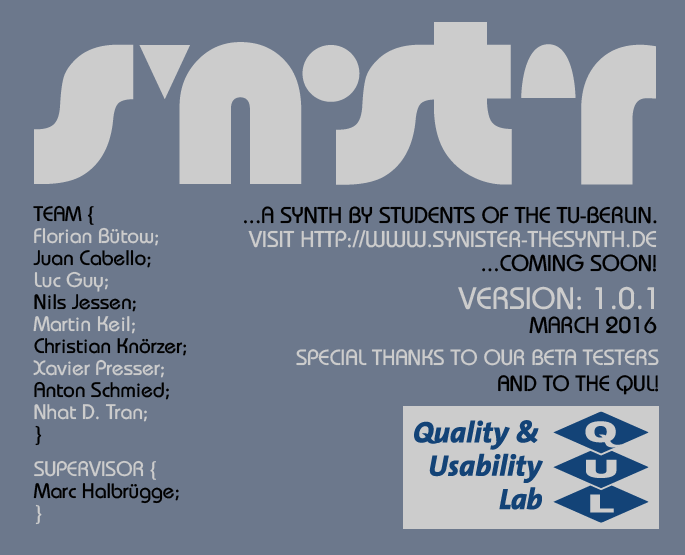 s'n·st'r
TEAM {
Florian Bütow;
Juan Cabello;
Luc Guy;
Nils Jessen;
Martin Keil;
Christian Knörzer;
Xavier Presser;
Anton Schmied;
Nhat D. Tran;
}
SUPERVISOR {
Marc Halbrügge;
}
...A SYNTH BY STUDENTS OF THE TU-BERLIN.
VISIT HTTP://WWW.SYNISTER-THESYNTH.DE
...COMING SOON!
VERSION: 1.0.1
MARCH 2016
SPECIAL THANKS TO OUR BETA TESTERS
AND TO THE QUL!
Quality & Q
Usability U
Lab L